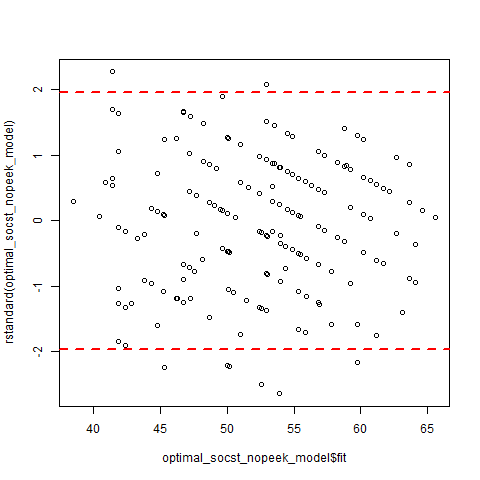 rstandard(optimal_socst_nopeek_model)
2
1
0
-1
-2
40 45 50 55 60 65
optimal_socst_nopeek_model$fit